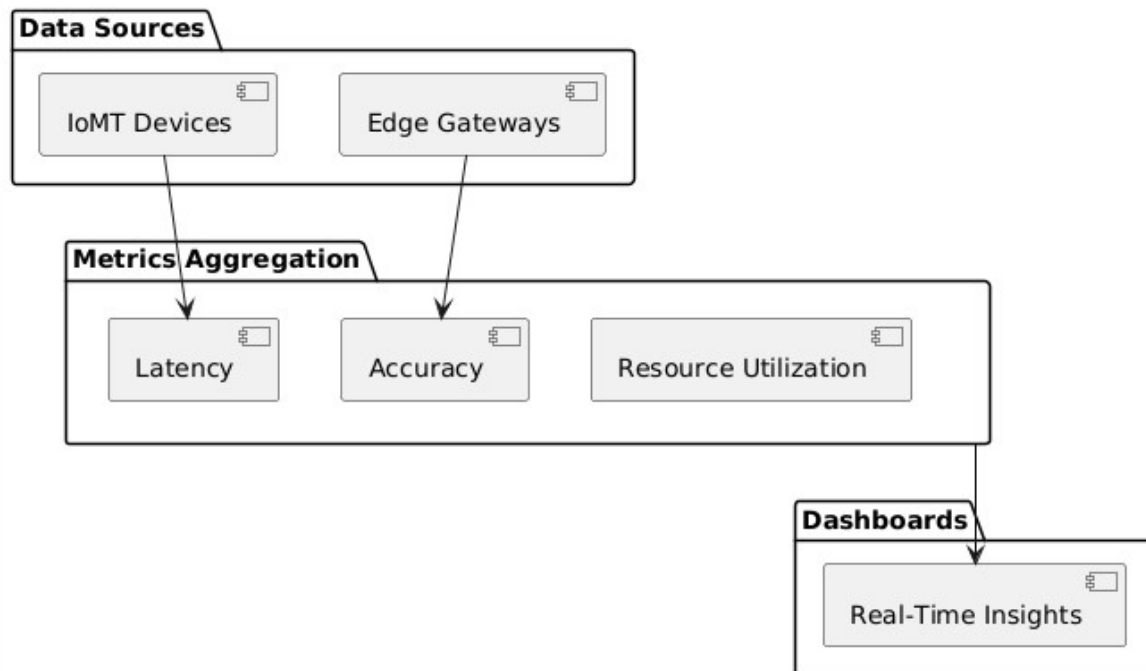 Data Sources
IoMT Devices
Edge Gateways
Metrics Aggregation
Latency
Accuracy
Resource Utilization
Dashboards
Real-Time Insights